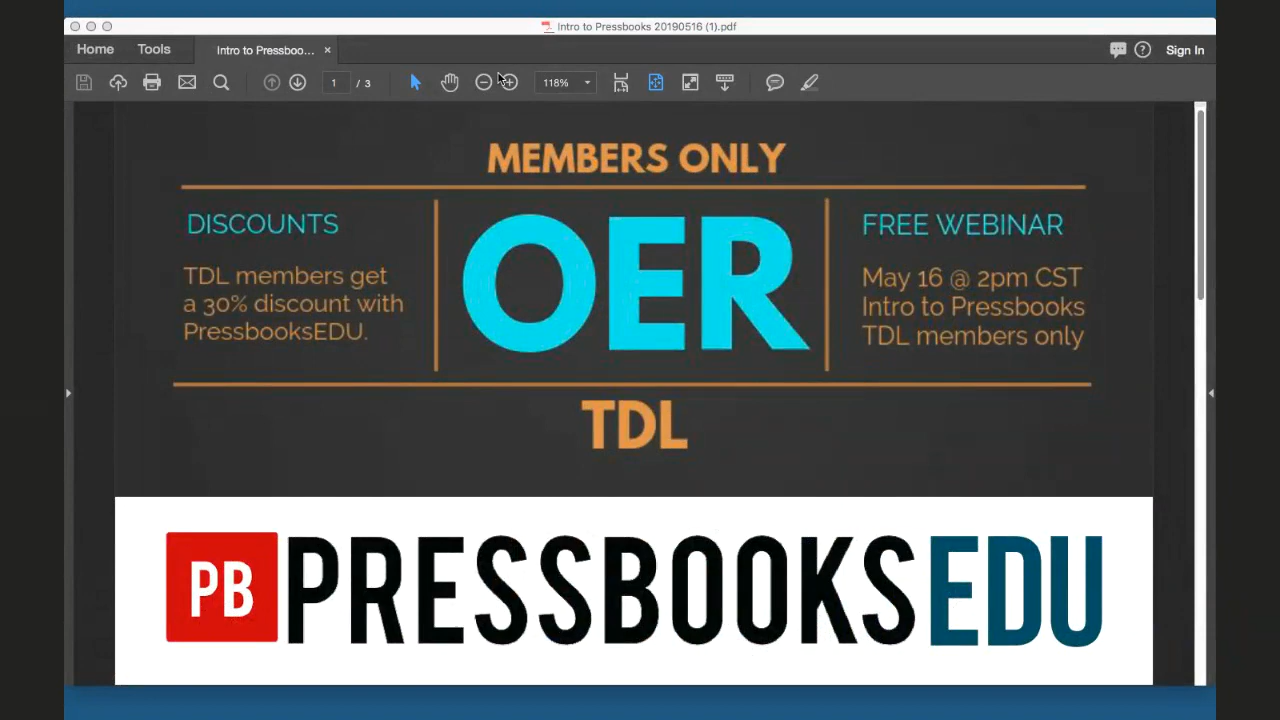 Intro to Pressbooks 20190516 (1).pdf
Home Tools Intro to Pressboo... × Sign In
1 / 3 118%
MEMBERS ONLY
DISCOUNTS
TDL members get
a 30% discount with
PressbooksEDU.
OER
FREE WEBINAR
May 16 @ 2pm CST
Intro to Pressbooks
TDL members only
TDL
PB PRESSBOOKSEDU